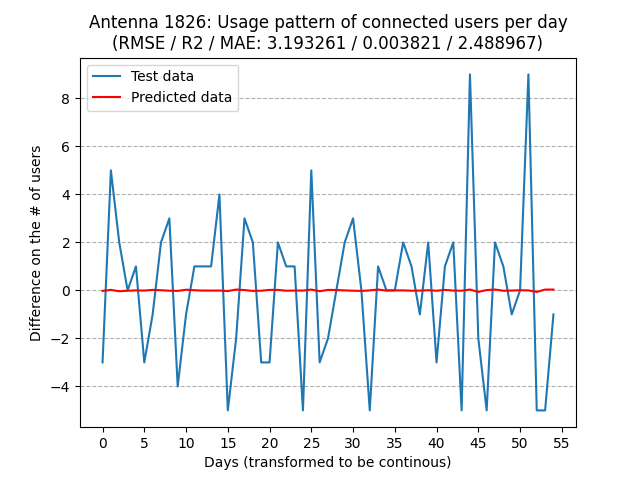 Antenna 1826: Usage pattern of connected users per day
(RMSE / R2 / MAE: 3.193261 / 0.003821 / 2.488967)
Test data
Predicted data
8
6
4
2
0
−2
−4
Difference on the # of users
0 5 10 15 20 25 30 35 40 45 50 55
Days (transformed to be continous)